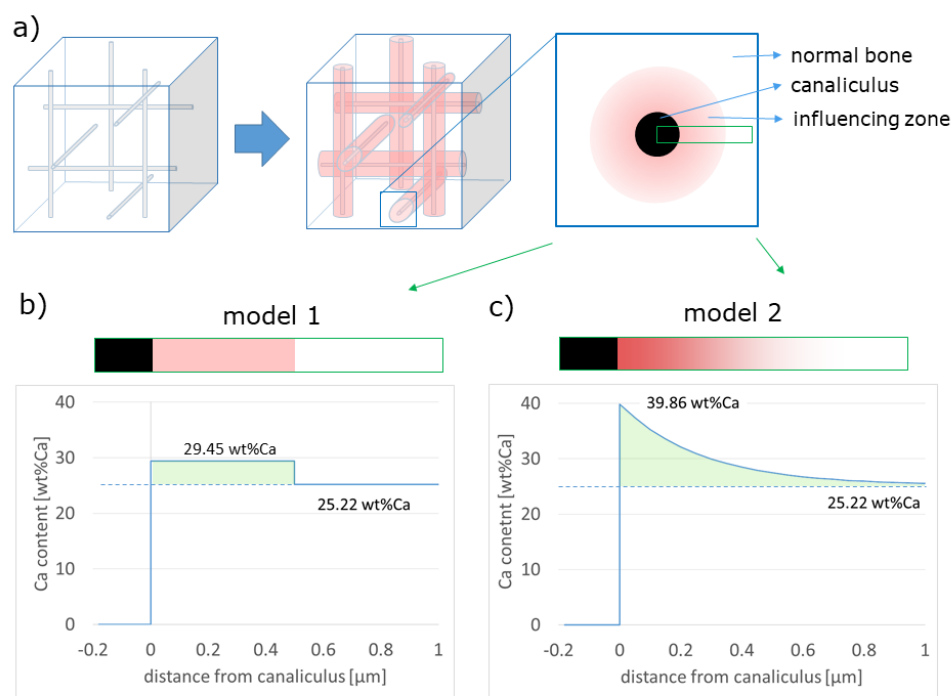 a)
normal bone
canaliculus
influencing zone
b)
model 1
40
30
20
10
0
29.45 wt%Ca
25.22 wt%Ca
Ca content [wt%Ca]
-0.2 0 0.2 0.4 0.6 0.8 1
distance from canaliculus [µm]
c)
model 2
40
30
20
10
0
39.86 wt%Ca
25.22 wt%Ca
Ca conetnt [wt%Ca]
-0.2 0 0.2 0.4 0.6 0.8 1
distance from canaliculus [µm]